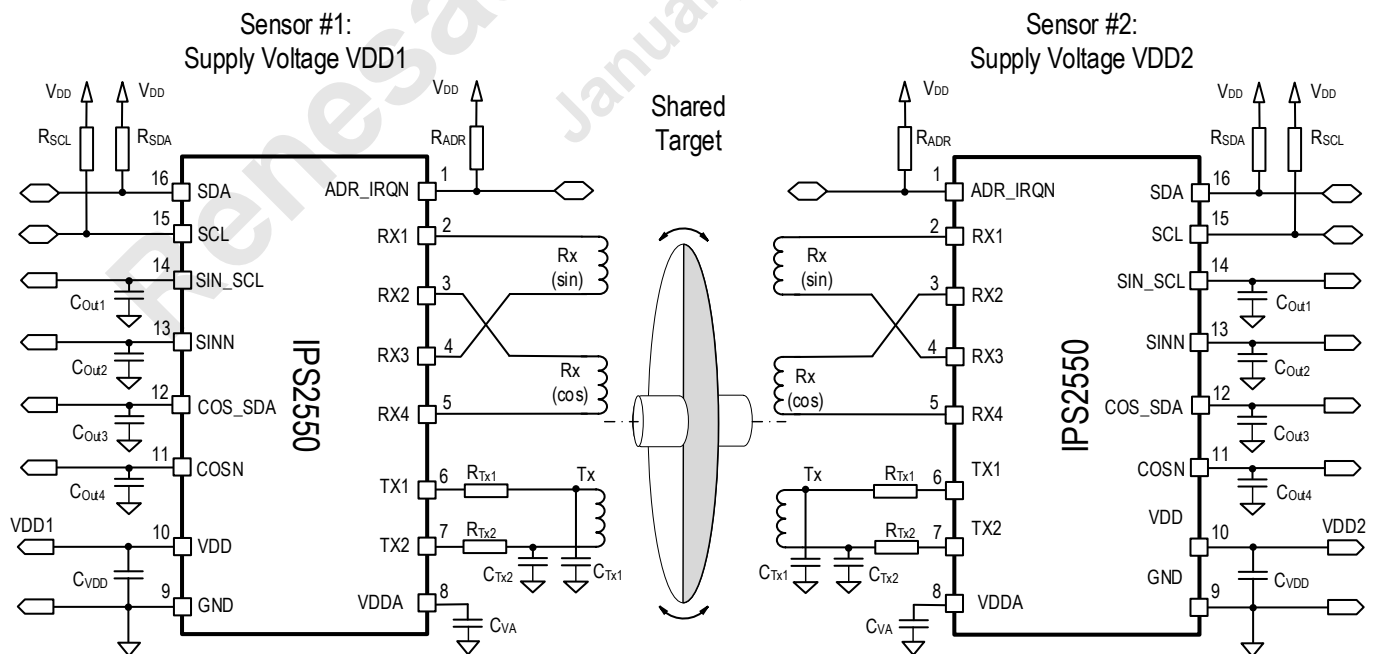 Sensor #1:
Supply Voltage VDD1
Sensor #2:
Supply Voltage VDD2
Shared
Target
VDD
VDD
RSCL
RSDA
VDD
RADR
16
SDA
15
SCL
14
SIN_SCL
COut1
13
SINN
COut2
12
COS_SDA
COut3
11
COSN
COut4
VDD1
10
VDD
CVDD
9
GND
IPS2550
1
ADR_IRQN
2
RX1
3
RX2
4
RX3
5
RX4
6
TX1
7
TX2
8
VDDA
Rx
(sin)
Rx
(cos)
RTx1
Tx
RTx2
CTx2
CTx1
CVA
VDD
RADR
VDD
VDD
RSDA
RSCL
1
ADR_IRQN
2
RX1
3
RX2
4
RX3
5
RX4
6
TX1
7
TX2
8
VDDA
Rx
(sin)
Rx
(cos)
Tx
RTx1
RTx2
CTx1
CTx2
CVA
IPS2550
16
SDA
15
SCL
14
SIN_SCL
COut1
13
SINN
COut2
12
COS_SDA
COut3
11
COSN
COut4
VDD
10
VDD2
CVDD
GND
9